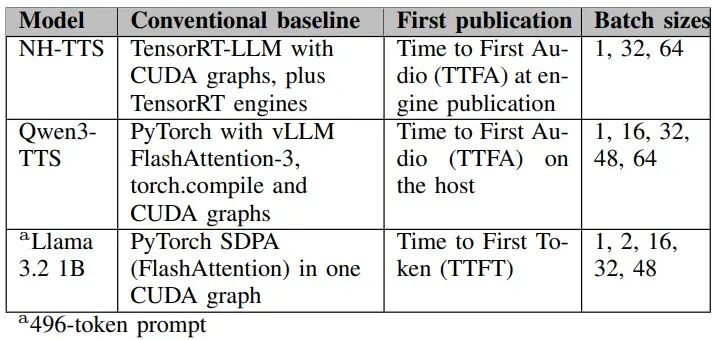 Model Conventional baseline First publication Batch sizes
NH-TTS TensorRT-LLM with Time to First Au- 1, 32, 64
CUDA graphs, plus dio (TTFA) at en-
TensorRT engines gine publication
Qwen3- PyTorch with vLLM Time to First Au- 1, 16, 32,
TTS FlashAttention-3, dio (TTFA) on 48, 64
torch.compile and the host
CUDA graphs
aLlama PyTorch SDPA Time to First To- 1, 2, 16,
3.2 1B (FlashAttention) in one ken (TTFT) 32, 48
CUDA graph
a496-token prompt